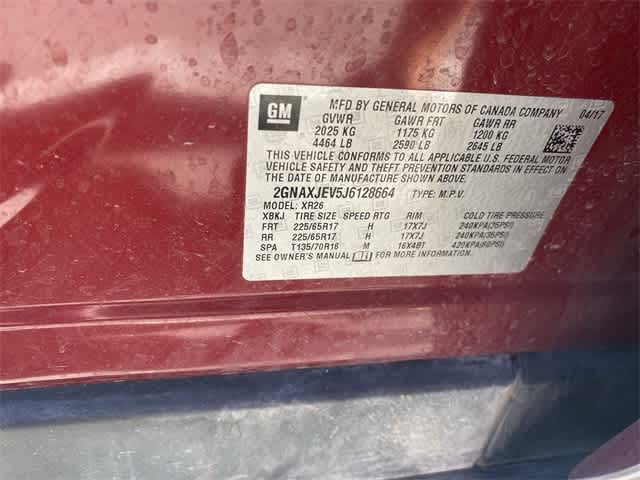 GM
MFD BY GENERAL MOTORS OF CANADA COMPANY 04/17
GVWR GAWR FRT GAWR RR
2025 KG 1175 KG 1200 KG
4464 LB 2590 LB 2645 LB
THIS VEHICLE CONFORMS TO ALL APPLICABLE U.S. FEDERAL MOTOR
VEHICLE SAFETY AND THEFT PREVENTION STANDARDS IN EFFECT ON
THE DATE OF MANUFACTURE SHOWN ABOVE.
2GNAXJEV5J6128664 TYPE: M.P.V.
MODEL: XR26
XBKJ TIRE SIZE SPEED RTG RIM COLD TIRE PRESSURE
FRT 225/65R17 H 17X7J 240KPA(35PSI)
RR 225/65R17 H 17X7J 240KPA(35PSI)
SPA T135/70R16 M 16X4BT 420KPA(60PSI)
SEE OWNER'S MANUAL FOR MORE INFORMATION.